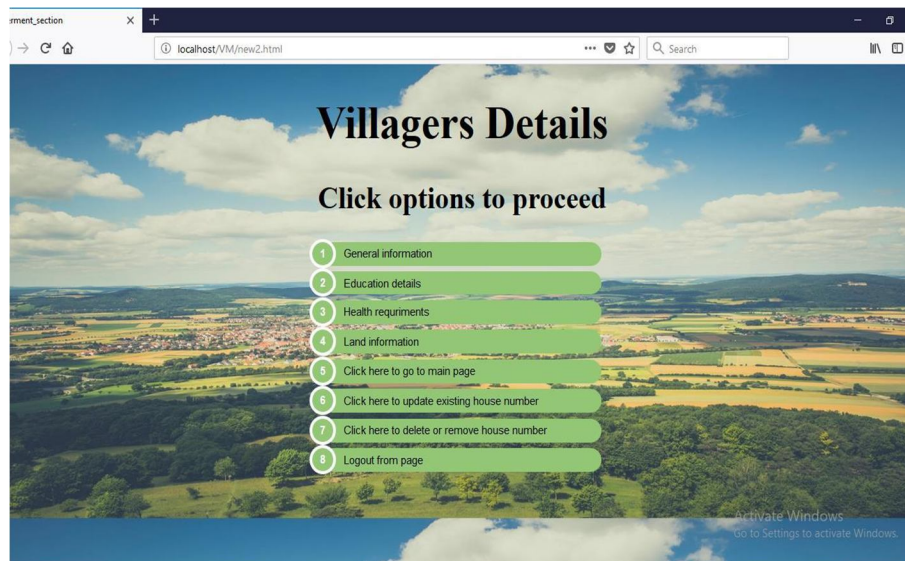 erment_section
localhost/VM/new2.html
Search
Villagers Details
Click options to proceed
1 General information
2 Education details
3 Health requriments
4 Land information
5 Click here to go to main page
6 Click here to update existing house number
7 Click here to delete or remove house number
8 Logout from page
Activate Windows
Go to Settings to activate Windows.